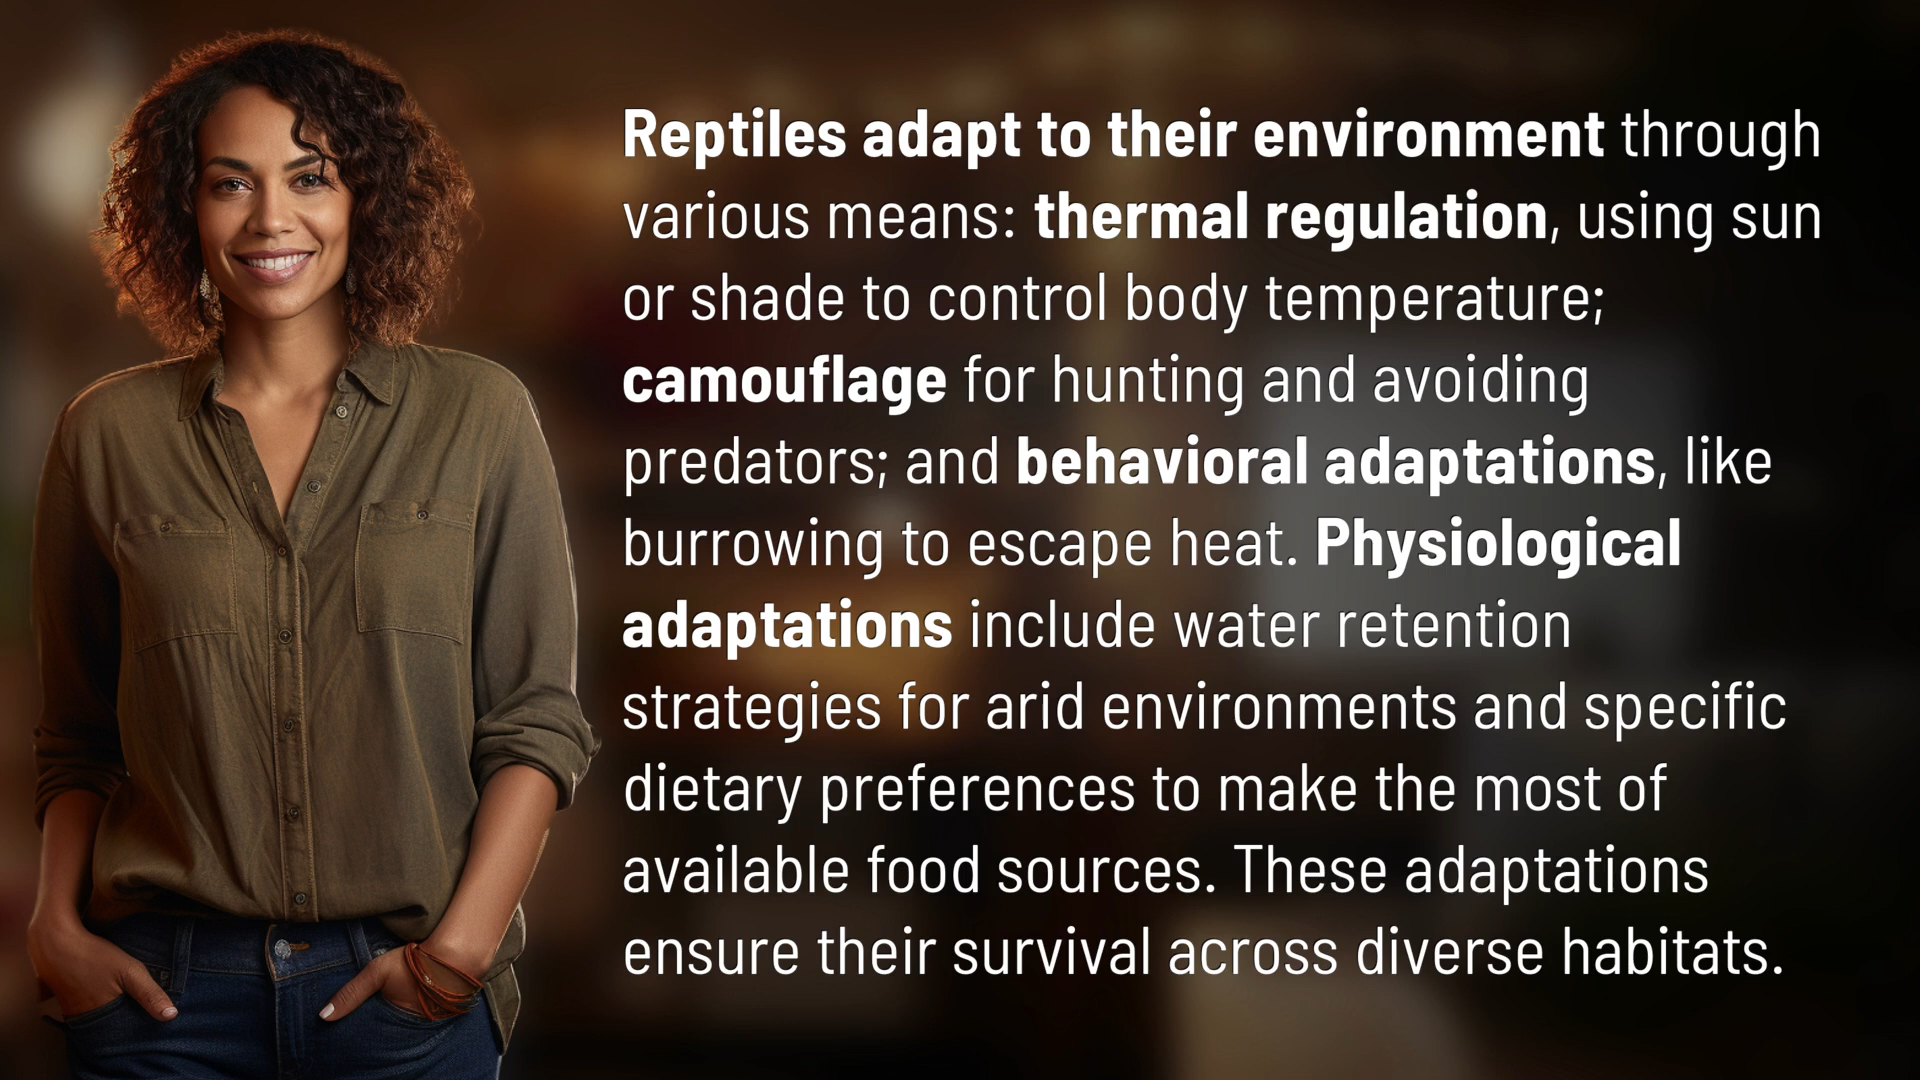 Reptiles adapt to their environment through
various means: thermal regulation, using sun
or shade to control body temperature;
camouflage for hunting and avoiding
predators; and behavioral adaptations, like
burrowing to escape heat. Physiological
adaptations include water retention
strategies for arid environments and specific
dietary preferences to make the most of
available food sources. These adaptations
ensure their survival across diverse habitats.